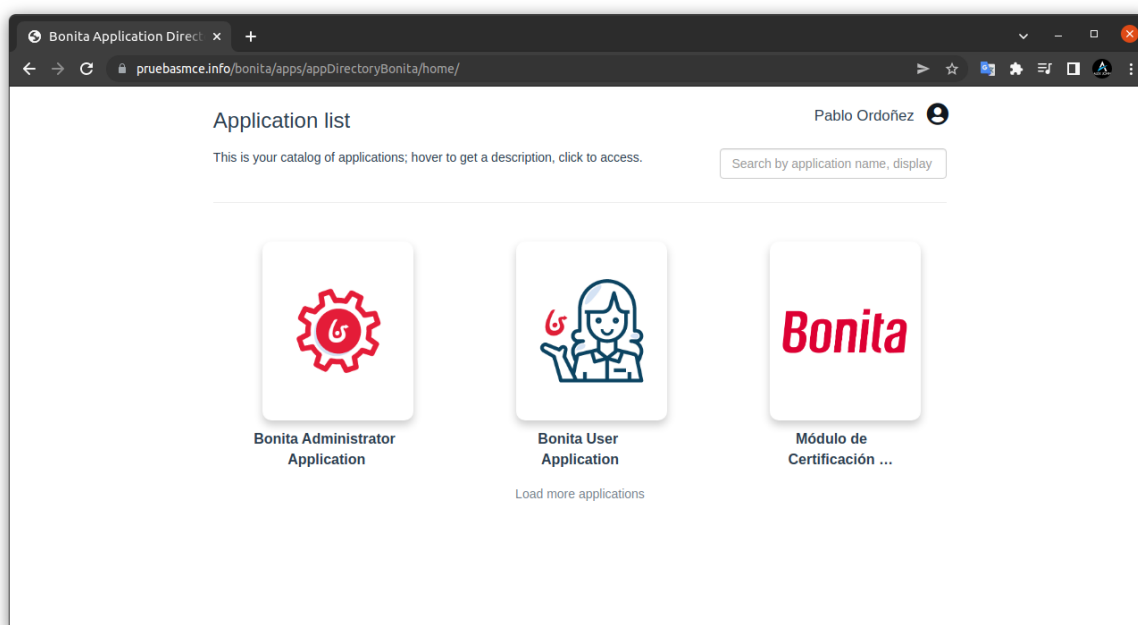 Bonita Application Direct
pruebasmce.info/bonita/apps/appDirectoryBonita/home/
Application list
Pablo Ordoñez
This is your catalog of applications; hover to get a description, click to access.
Search by application name, display
Bonita
Bonita Administrator
Application
Bonita User
Application
Módulo de
Certificación …
Load more applications